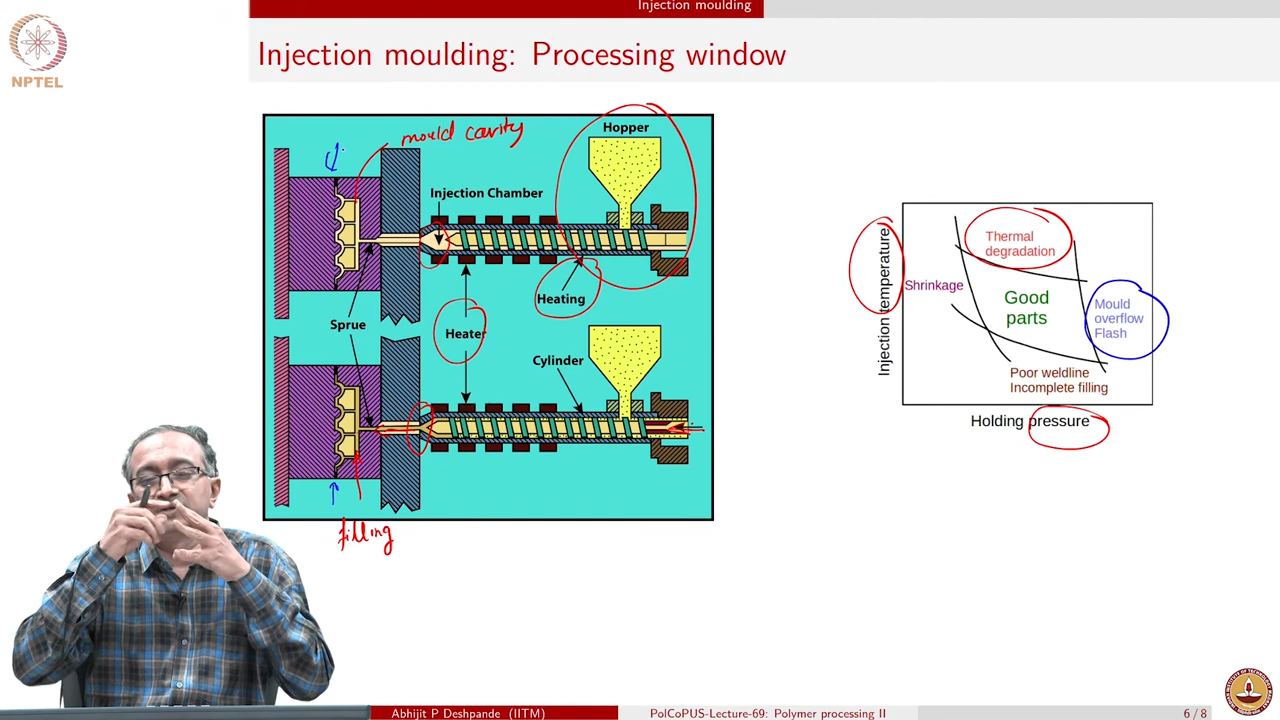 Injection moulding
NPTEL
Injection moulding: Processing window
mould cavity
Hopper
Injection Chamber
Heating
Sprue
Heater
Cylinder
filling
Injection temperature
Thermal
degradation
Shrinkage
Good
parts
Mould
overflow
Flash
Poor weldline
Incomplete filling
Holding pressure
Abhijit P Deshpande (IITM)
PolCoPUS-Lecture-69: Polymer processing II
6 / 8